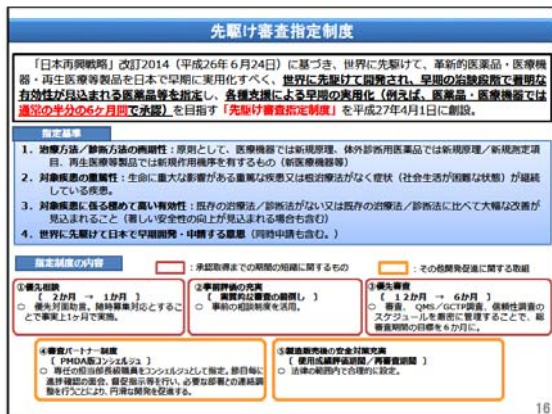 先駆け審査指定制度
「日本再興戦略」改訂2014（平成26年６月24日）に基づき、世界に先駆けて、革新的医薬品・医療機
器・再生医療等製品を日本で早期に実用化すべく、世界に先駆けて開発され、早期の治験段階で著明な
有効性が見込まれる医薬品等を指定し、各種支援による早期の実用化（例えば、医薬品・医療機器では
通常の半分の6ヶ月間で承認）を目指す「先駆け審査指定制度」を平成27年4月1日に創設。
指定基準
１．治療方法／診断方法の画期性：原則として、医療機器では新規原理、体外診断用医薬品では新規原理／新規測定項
目、再生医療等製品では新規作用機序を有するもの（新医療機器等）
２．対象疾患の重篤性：生命に重大な影響がある重篤な疾患又は根治療法がなく症状（社会生活が困難な状態）が継続
している疾患。
３．対象疾患に係る極めて高い有効性：既存の治療法／診断法がない又は既存の治療法／診断法に比べて大幅な改善が
見込まれること（著しい安全性の向上が見込まれる場合も含む）
４．世界に先駆けて日本で早期開発・申請する意思（同時申請も含む。）
指定制度の内容
：承認取得までの期間の短縮に関するもの
：その他開発促進に関する取組
①優先相談
〔 ２か月 → １か月 〕
○ 優先対面助言。随時募集対応とするこ
とで事実上1ヶ月で実施。
②事前評価の充実
〔 実質的な審査の前倒し 〕
○ 事前の相談制度を活用。
③優先審査
〔 １２か月 → ６か月 〕
○ 審査、QMS／GCTP調査、信頼性調査の
スケジュールを厳密に管理することで、総
審査期間の目標を６か月に。
④審査パートナー制度
〔 PMDA版コンシェルジュ 〕
○ 専任の担当部長級職員をコンシェルジュとして指定。節目毎に
進捗確認の面会、督促指示等を行い、必要な部署との連絡調
整を行うことにより、円滑な開発を促進する。
⑤製造販売後の安全対策充実
〔 使用成績評価期間／再審査期間 〕
○ 法律の範囲内で合理的に設定。
16